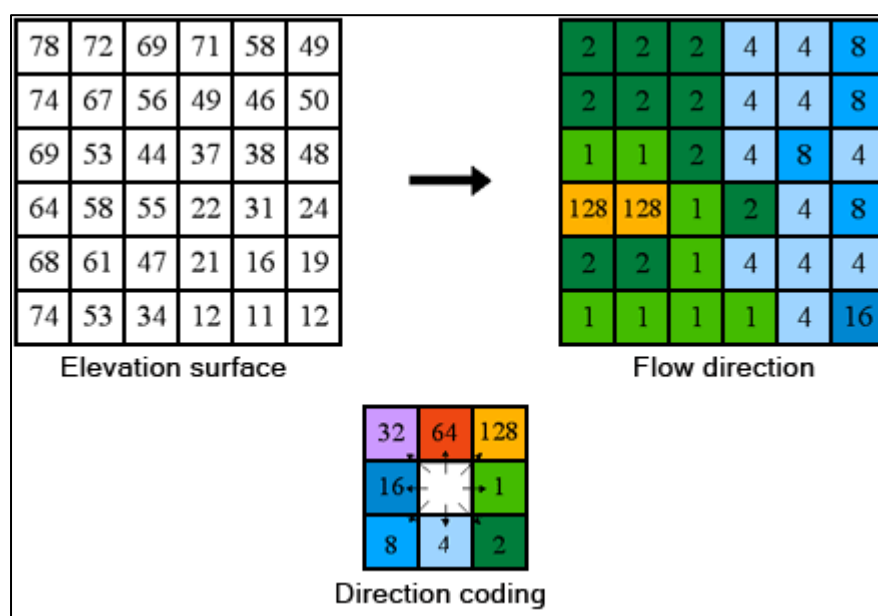 78 72 69 71 58 49 2 2 2 4 4 8
74 67 56 49 46 50 2 2 2 4 4 8
69 53 44 37 38 48 1 1 2 4 8 4
64 58 55 22 31 24 128 128 1 2 4 8
68 61 47 21 16 19 2 2 1 4 4 4
74 53 34 12 11 12 1 1 1 1 4 16
Elevation surface Flow direction
32 64 128
16 1
8 4 2
Direction coding